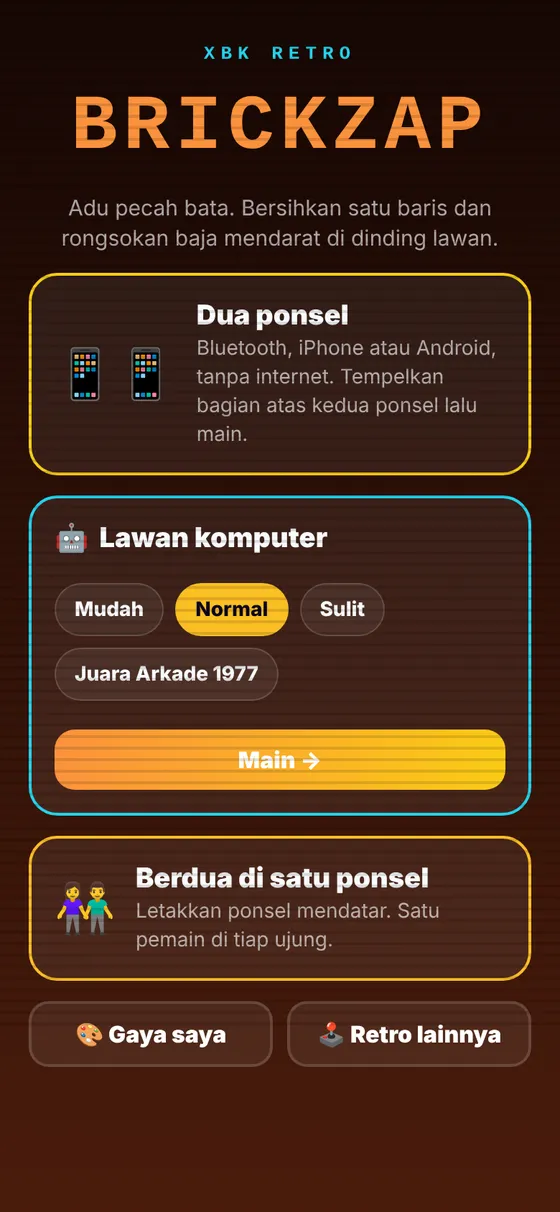 XBK RETRO
BRICKZAP
Adu pecah bata. Bersihkan satu baris dan
rongsokan baja mendarat di dinding lawan.
Dua ponsel
Bluetooth, iPhone atau Android,
tanpa internet. Tempelkan
bagian atas kedua ponsel lalu
main.
🤖 Lawan komputer
Mudah
Normal
Sulit
Juara Arkade 1977
Main →
Berdua di satu ponsel
Letakkan ponsel mendatar. Satu
pemain di tiap ujung.
🎨 Gaya saya
🕹️ Retro lainnya